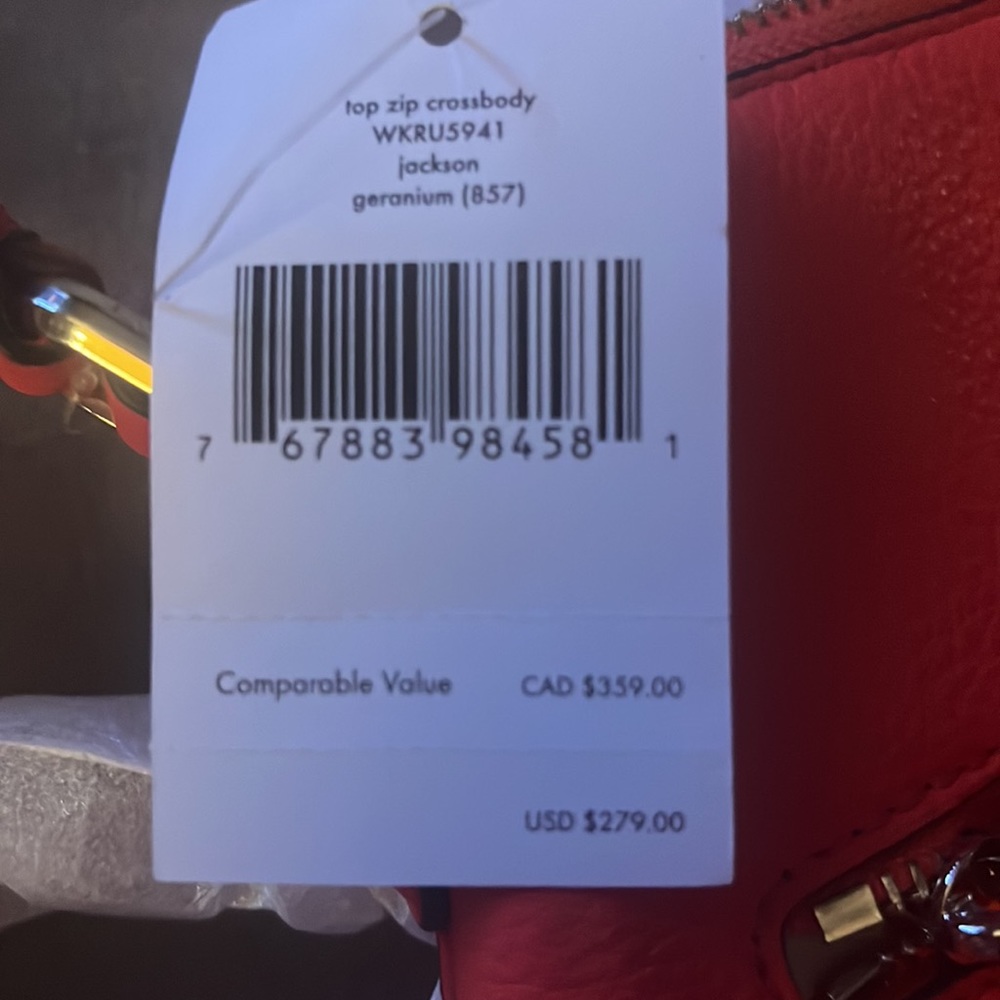 top zip crossbody
WKRU5941
jackson
geranium (857)
7 67883 98458 1
Comparable Value CAD $359.00
USD $279.00